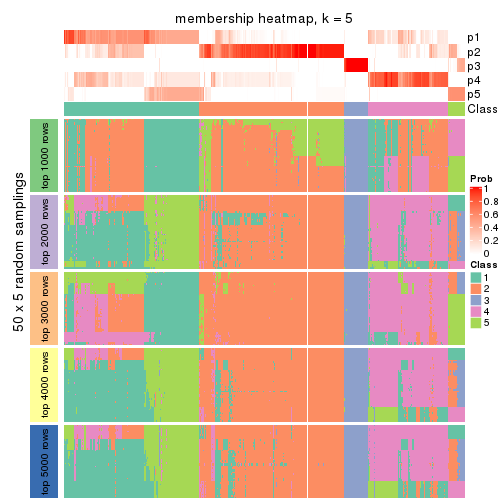 membership heatmap, k = 5
p1
p2
p3
p4
p5
Class
50 x 5 random samplings
top 1000 rows
top 2000 rows
top 3000 rows
top 4000 rows
top 5000 rows
Prob
1
0.8
0.6
0.4
0.2
0
Class
1
2
3
4
5